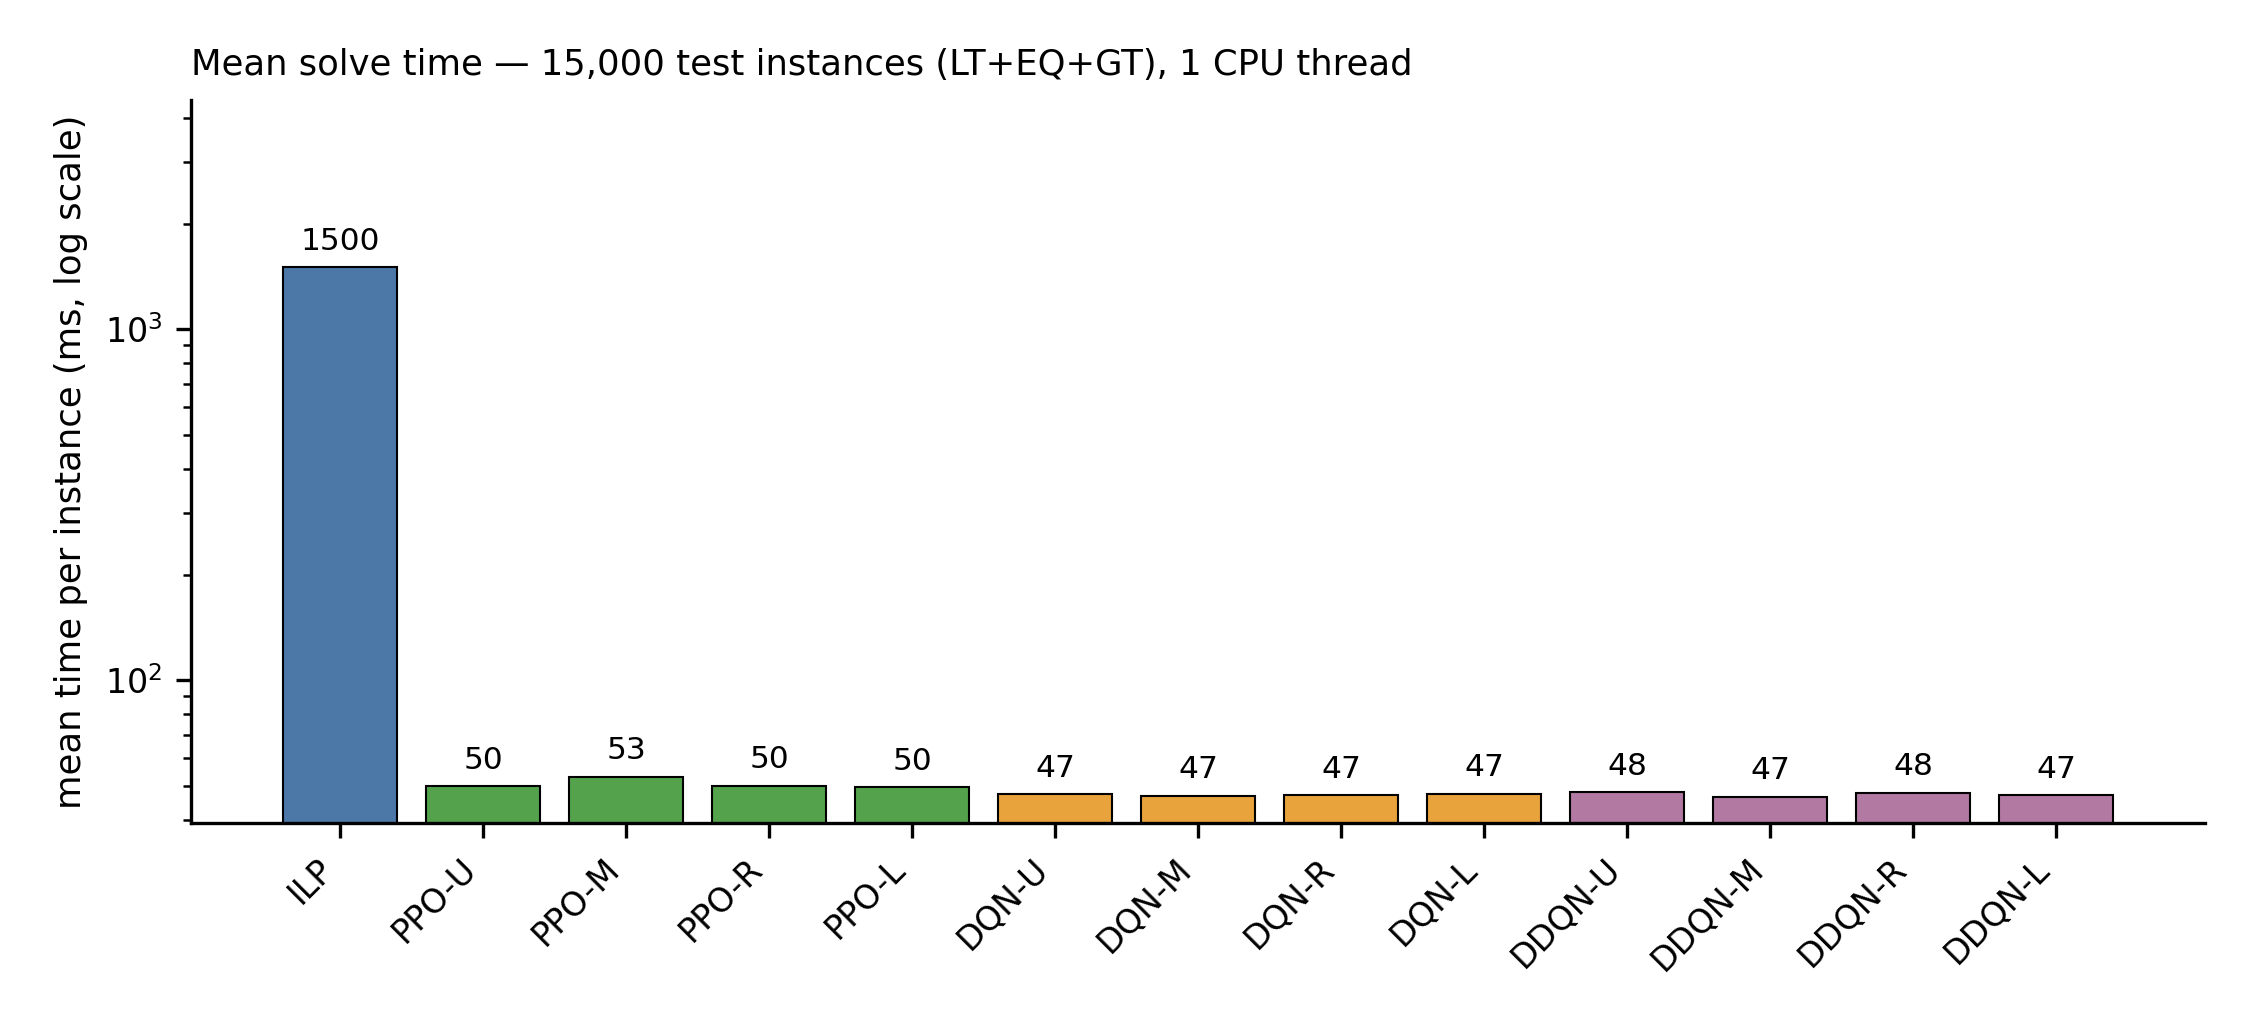 Mean solve time — 15,000 test instances (LT+EQ+GT), 1 CPU thread
mean time per instance (ms, log scale)
10³
10²
1500
50
53
50
50
47
47
47
47
48
47
48
47
ILP
PPO-U
PPO-M
PPO-R
PPO-L
DQN-U
DQN-M
DQN-R
DQN-L
DDQN-U
DDQN-M
DDQN-R
DDQN-L